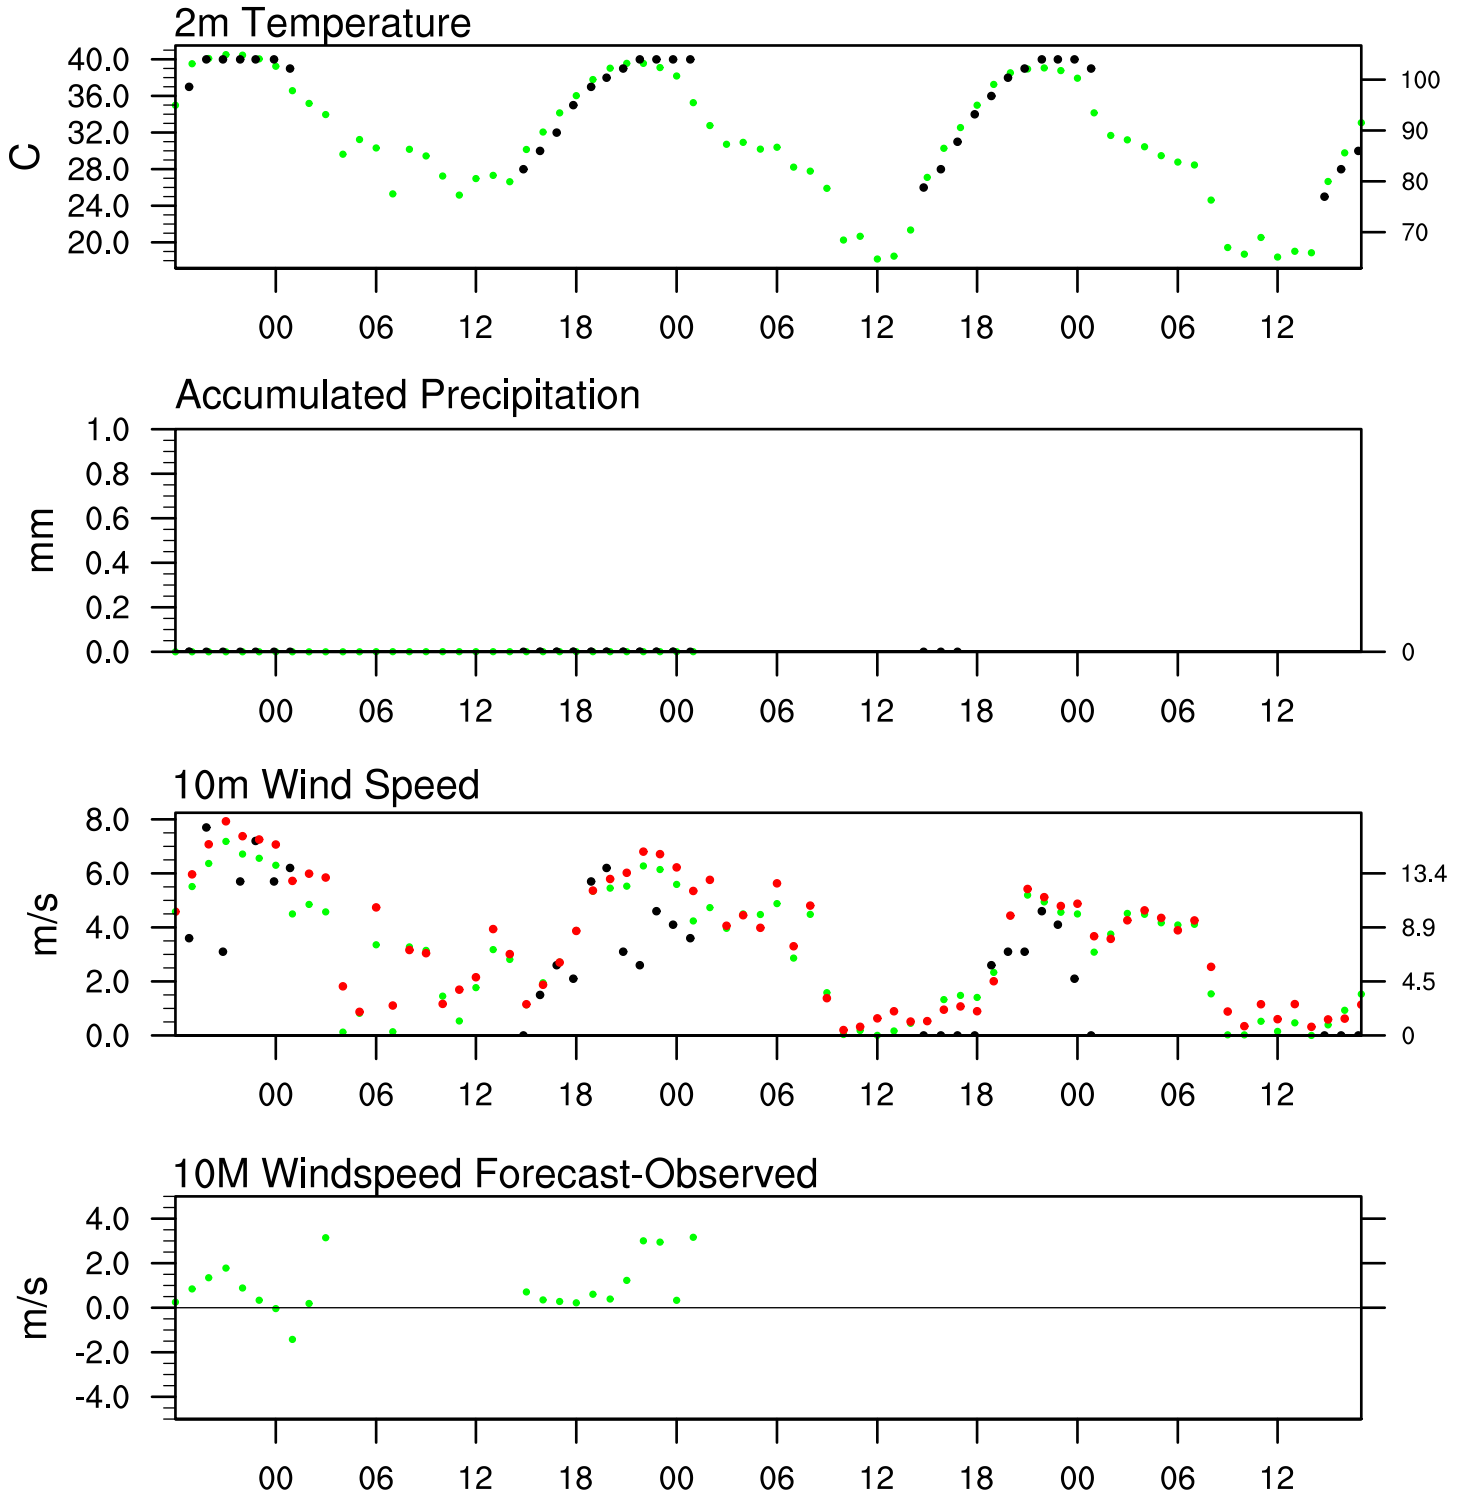 2m Temperature
40.0
36.0
32.0
28.0
24.0
20.0
C
100
90
80
70
00 06 12 18 00 06 12 18 00 06 12
Accumulated Precipitation
1.0
0.8
0.6
0.4
0.2
0.0
mm
0
00 06 12 18 00 06 12 18 00 06 12
10m Wind Speed
8.0
6.0
4.0
2.0
0.0
m/s
13.4
8.9
4.5
0
00 06 12 18 00 06 12 18 00 06 12
10M Windspeed Forecast-Observed
4.0
2.0
0.0
-2.0
-4.0
m/s
00 06 12 18 00 06 12 18 00 06 12